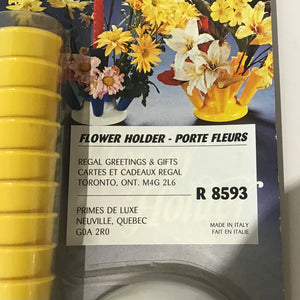 FLOWER HOLDER - PORTE FLEURS
REGAL GREETINGS & GIFTS
CARTES ET CADEAUX REGAL
TORONTO, ONT. M4G 2L6
R 8593
PRIMES DE LUXE
NEUVILLE, QUEBEC
G0A 2R0
MADE IN ITALY
FAIT EN ITALIE